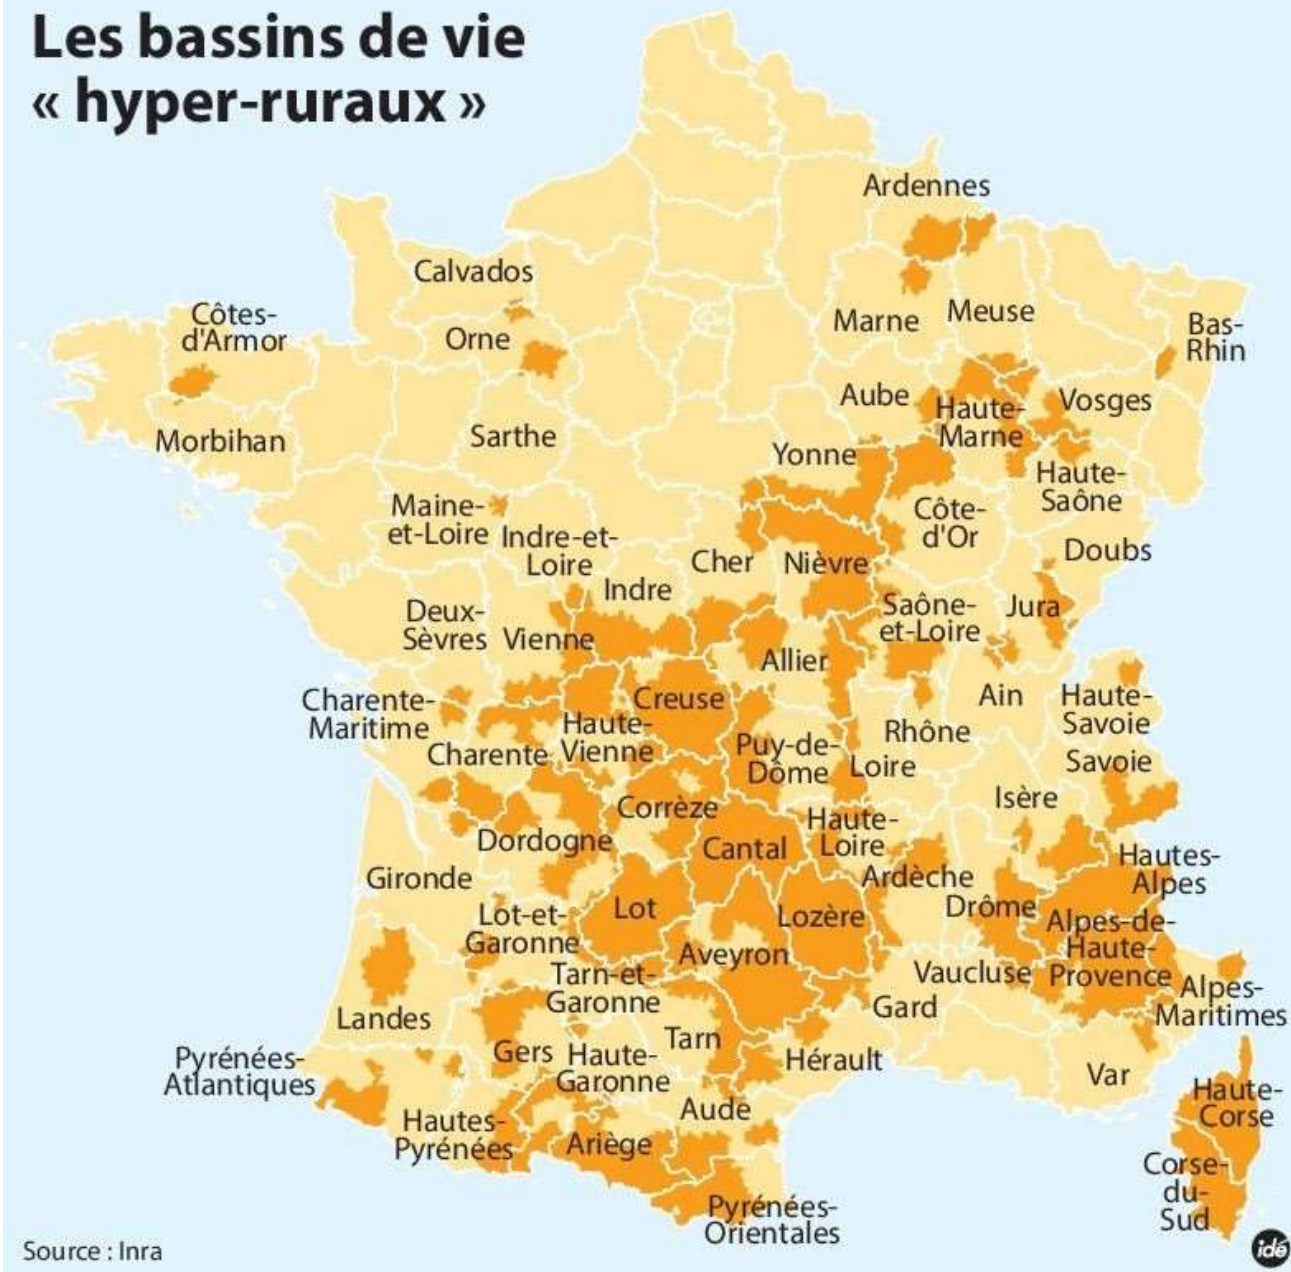 Les bassins de vie
« hyper-ruraux »
Ardennes
Calvados
Côtes-
d'Armor
Orne
Marne
Meuse
Bas-
Rhin
Aube
Haute-
Marne
Vosges
Morbihan
Sarthe
Yonne
Haute-
Saône
Maine-
et-Loire
Indre-et-
Loire
Côte-
d'Or
Cher
Nièvre
Doubs
Indre
Deux-
Sèvres
Vienne
Saône-
et-Loire
Jura
Allier
Charente-
Maritime
Creuse
Ain
Haute-
Savoie
Haute-
Vienne
Charente
Puy-de-
Dôme
Rhône
Loire
Savoie
Isère
Corrèze
Dordogne
Haute-
Loire
Cantal
Hautes-
Alpes
Gironde
Ardèche
Lot
Lot-et-
Garonne
Lozère
Drôme
Alpes-de-
Haute-
Provence
Aveyron
Tarn-et-
Garonne
Vaucluse
Alpes-
Maritimes
Landes
Gard
Tarn
Pyrénées-
Atlantiques
Gers
Haute-
Garonne
Hérault
Var
Haute-
Corse
Hautes-
Pyrénées
Aude
Ariège
Corse-
du-
Sud
Pyrénées-
Orientales
Source : Inra
idé